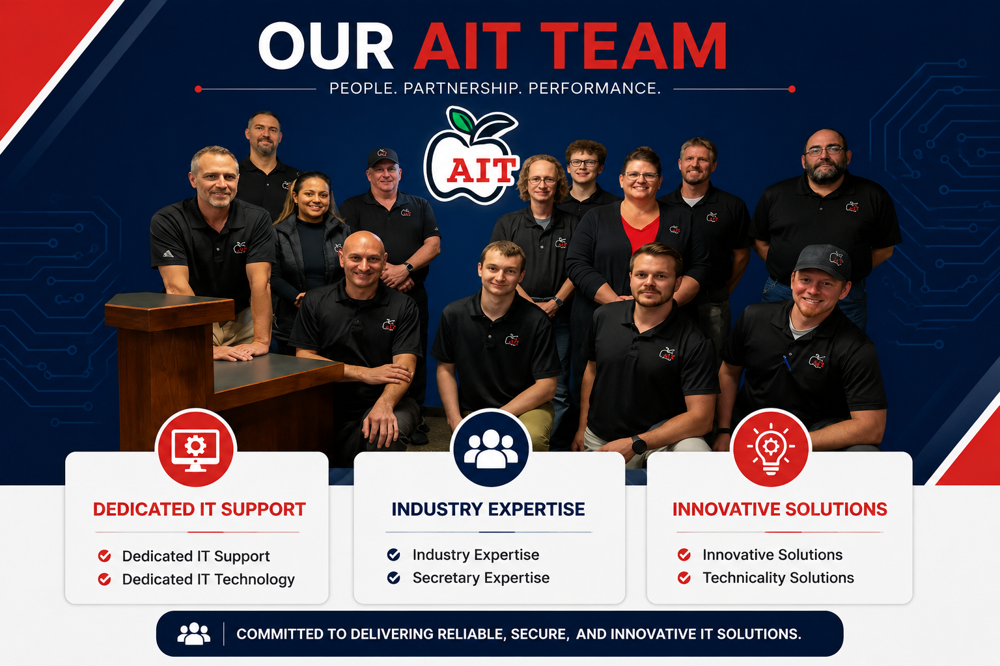 OUR AIT TEAM
PEOPLE. PARTNERSHIP. PERFORMANCE.
AIT
DEDICATED IT SUPPORT
Dedicated IT Support
Dedicated IT Technology
INDUSTRY EXPERTISE
Industry Expertise
Secretary Expertise
INNOVATIVE SOLUTIONS
Innovative Solutions
Technicality Solutions
COMMITTED TO DELIVERING RELIABLE, SECURE, AND INNOVATIVE IT SOLUTIONS.